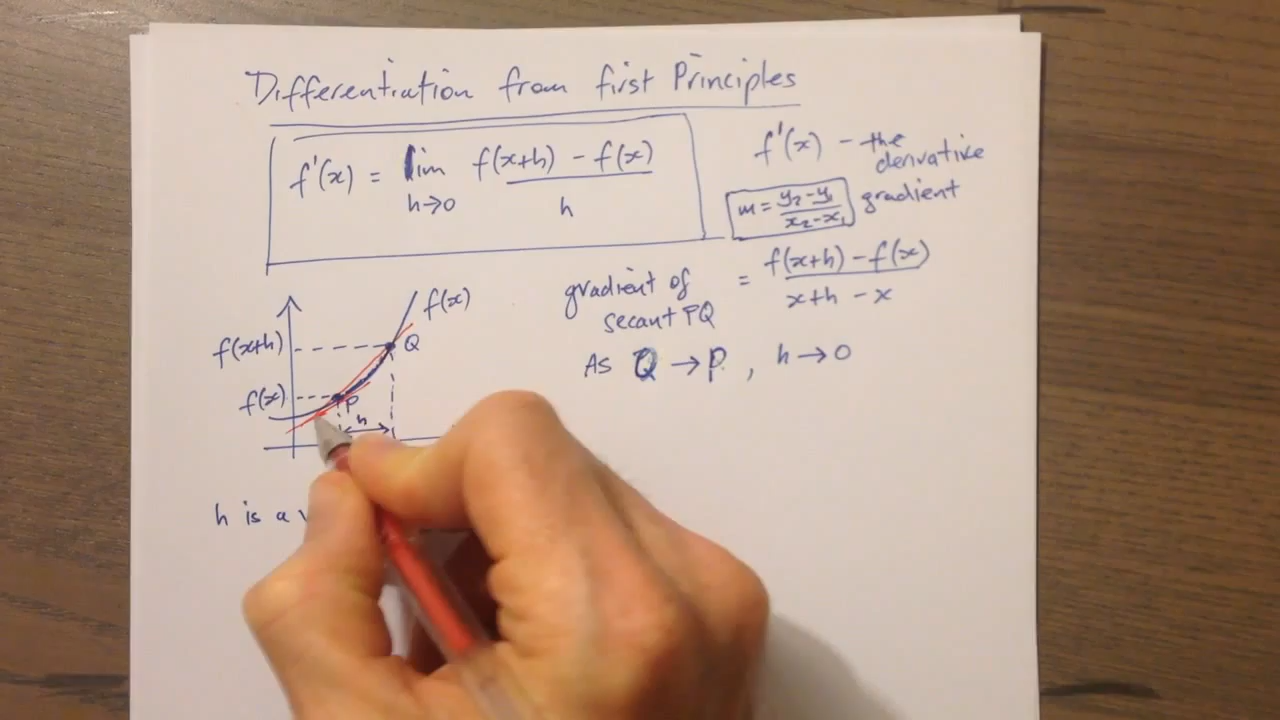 Differentiation from first Principles
f'(x) = lim h→0 f(x+h) - f(x) / h
f'(x) - the derivative
gradient
m = y₂-y₁ / x₂-x₁
gradient of secant PQ = f(x+h) - f(x) / x+h - x
As Q → P, h → 0
f(x)
f(x+h)
Q
f(x)
P
h
h is a